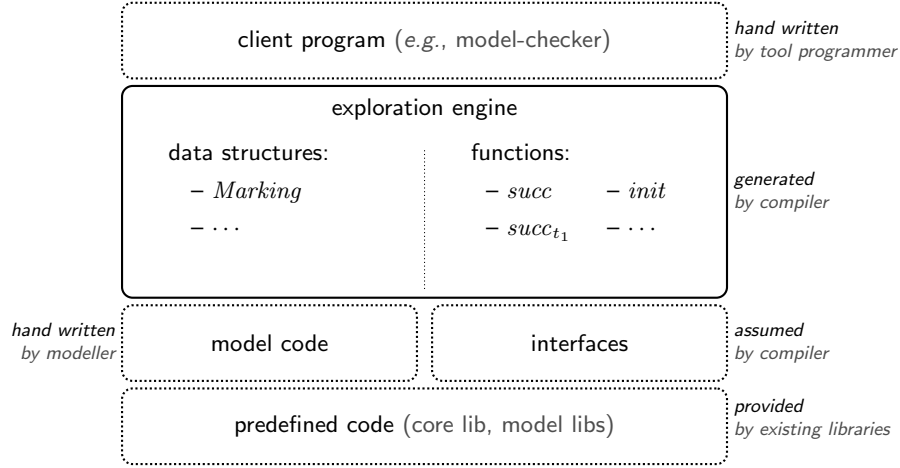 client program (e.g., model-checker)
hand written
by tool programmer
exploration engine
data structures:
– Marking
– · · ·
functions:
– succ – init
– succ_{t_1} – · · ·
generated
by compiler
hand written
by modeller
model code
interfaces
assumed
by compiler
predefined code (core lib, model libs)
provided
by existing libraries